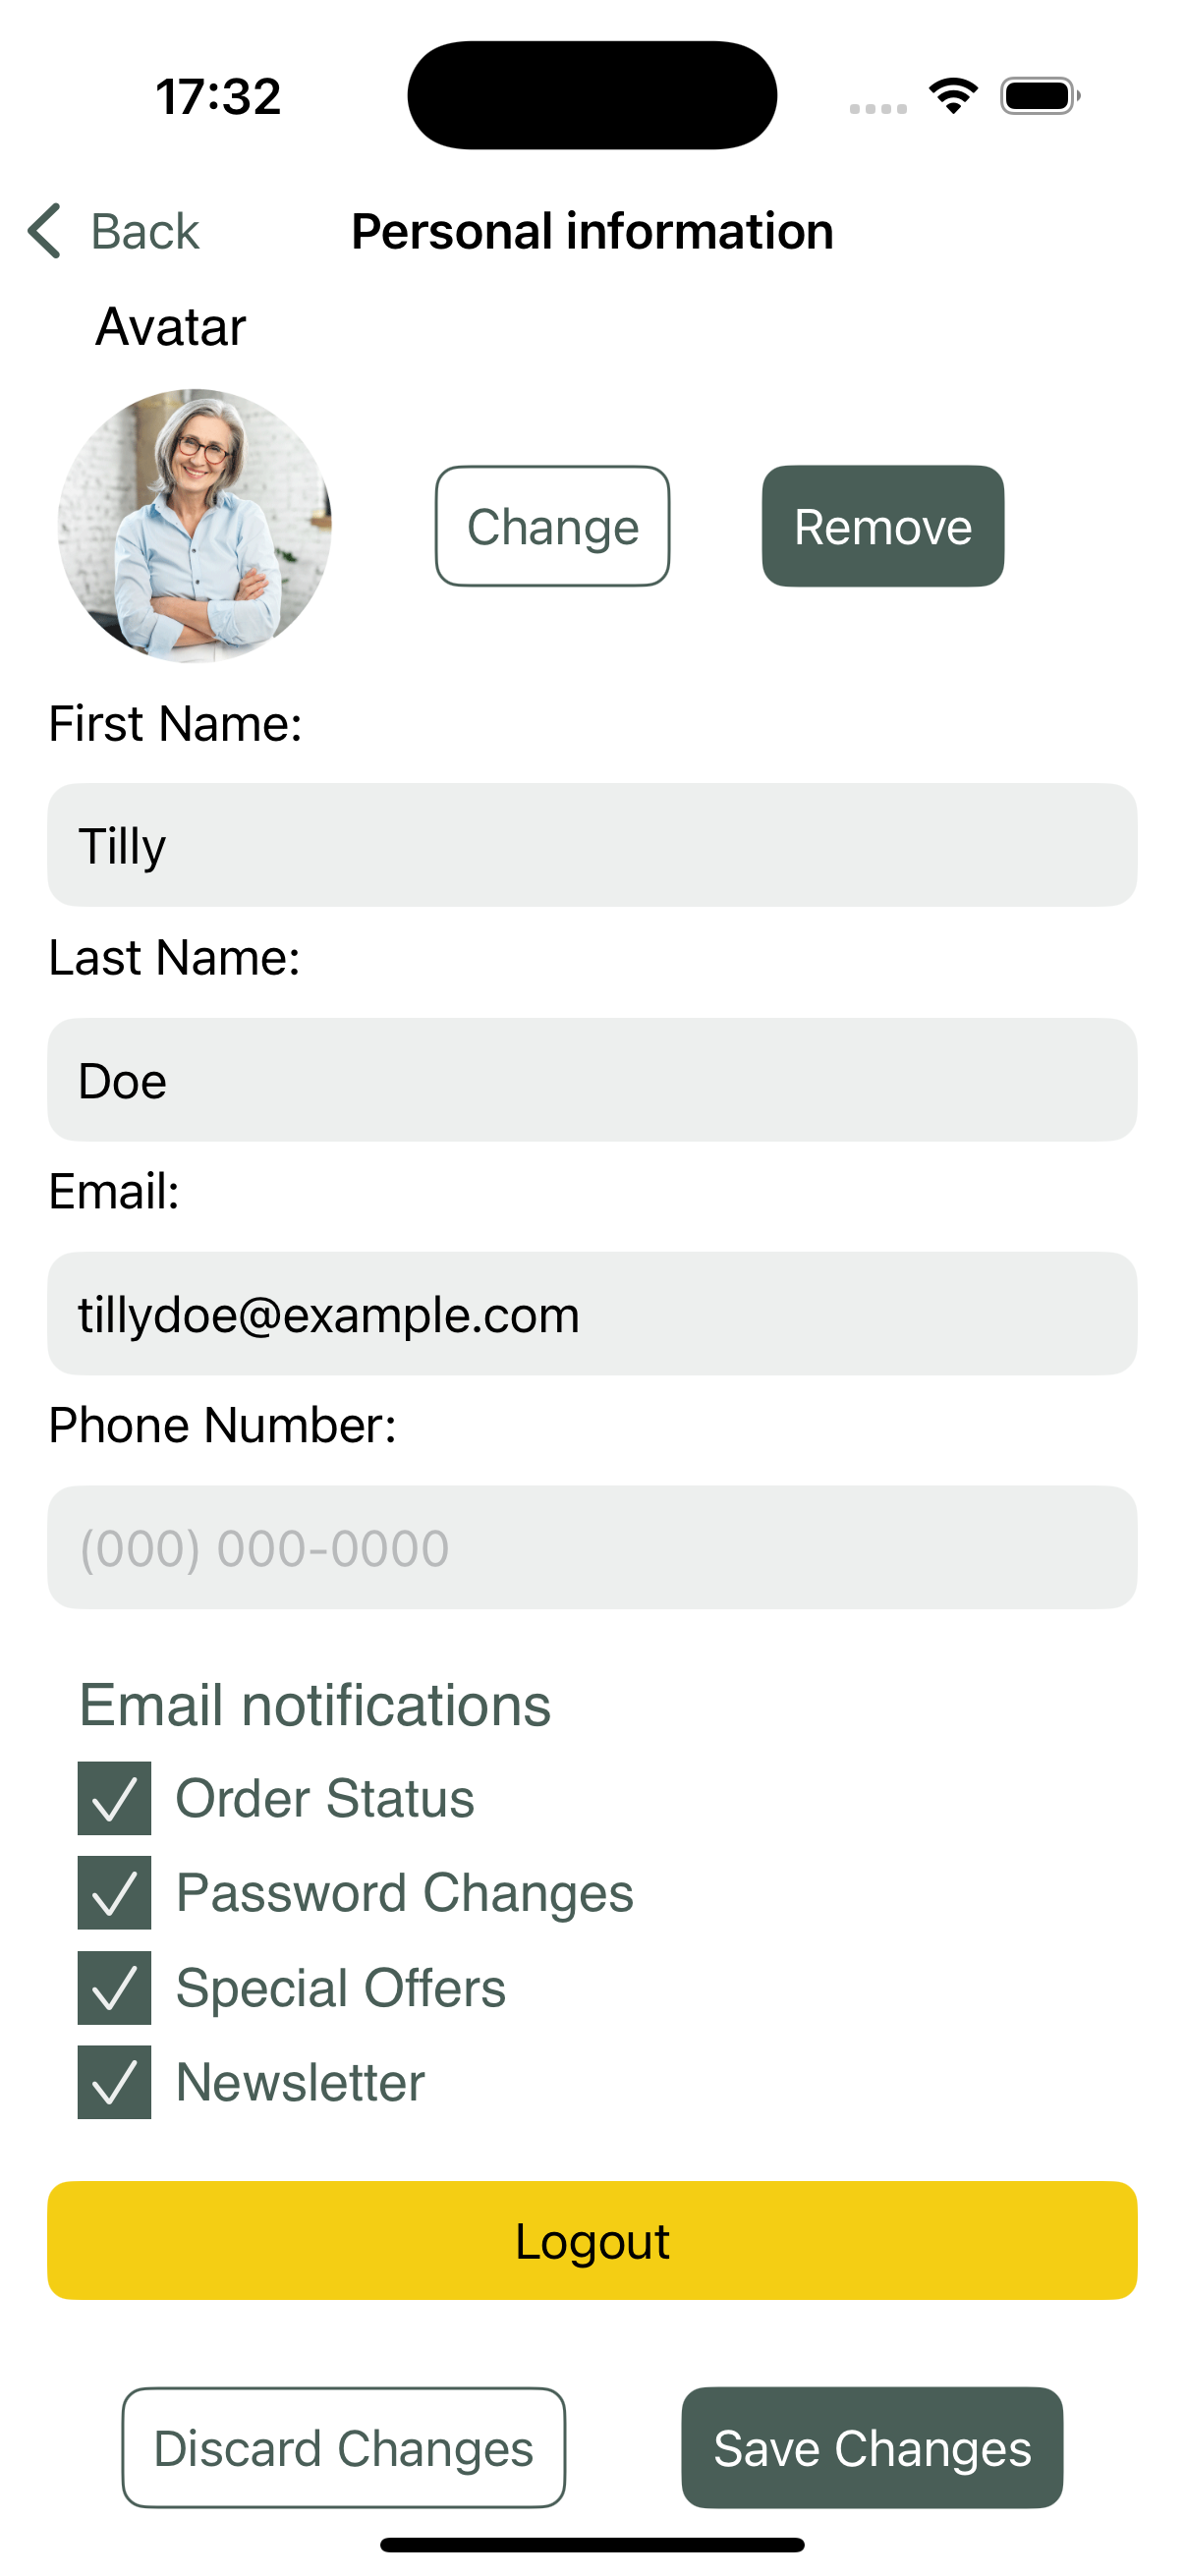 17:32
Back Personal information
Avatar
Change Remove
First Name:
Tilly
Last Name:
Doe
Email:
tillydoe@example.com
Phone Number:
(000) 000-0000
Email notifications
Order Status
Password Changes
Special Offers
Newsletter
Logout
Discard Changes Save Changes